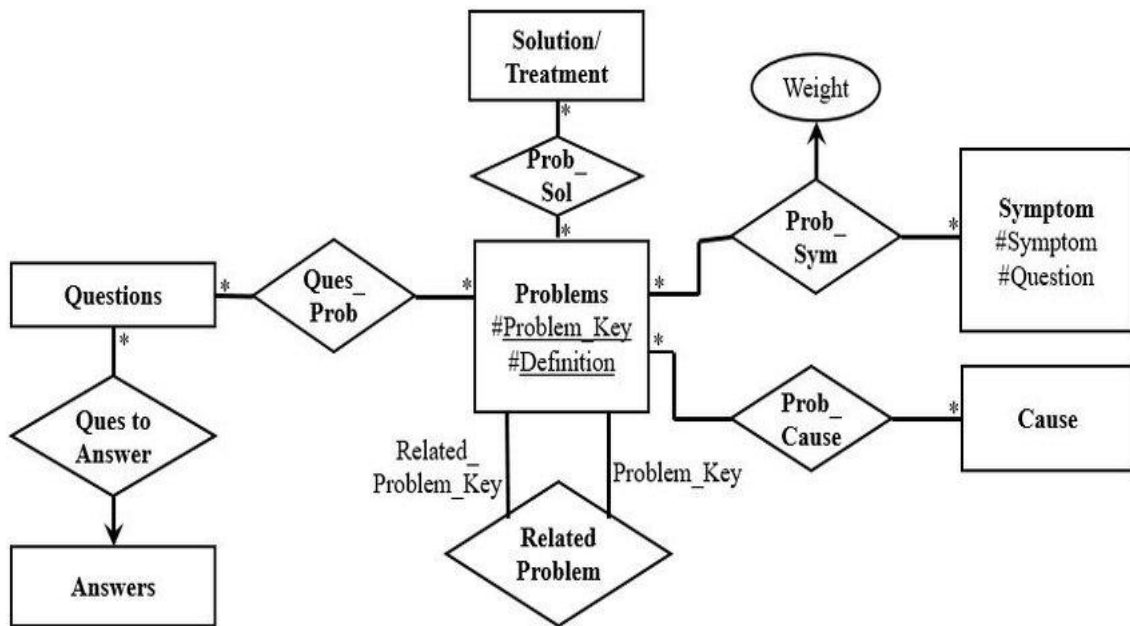 Solution/
Treatment
*
Prob_
Sol
*
Weight
Prob_
Sym
*
Symptom
#Symptom
#Question
Questions
*
Ques_
Prob
*
Problems
#Problem_Key
#Definition
*
*
Prob_
Cause
*
Cause
*
Ques to
Answer
Answers
Related_
Problem_Key
Problem_Key
Related
Problem